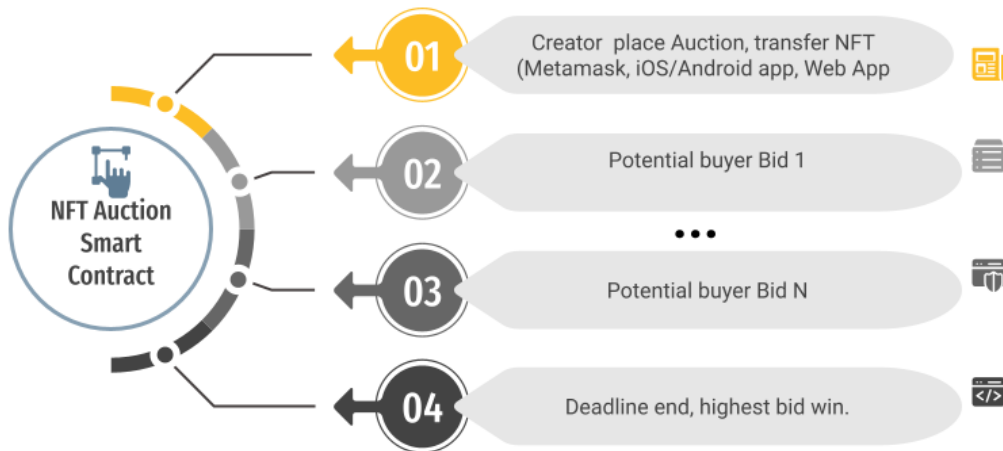 01
Creator place Auction, transfer NFT
(Metamask, iOS/Android app, Web App
NFT Auction
Smart
Contract
02
Potential buyer Bid 1
...
03
Potential buyer Bid N
04
Deadline end, highest bid win.